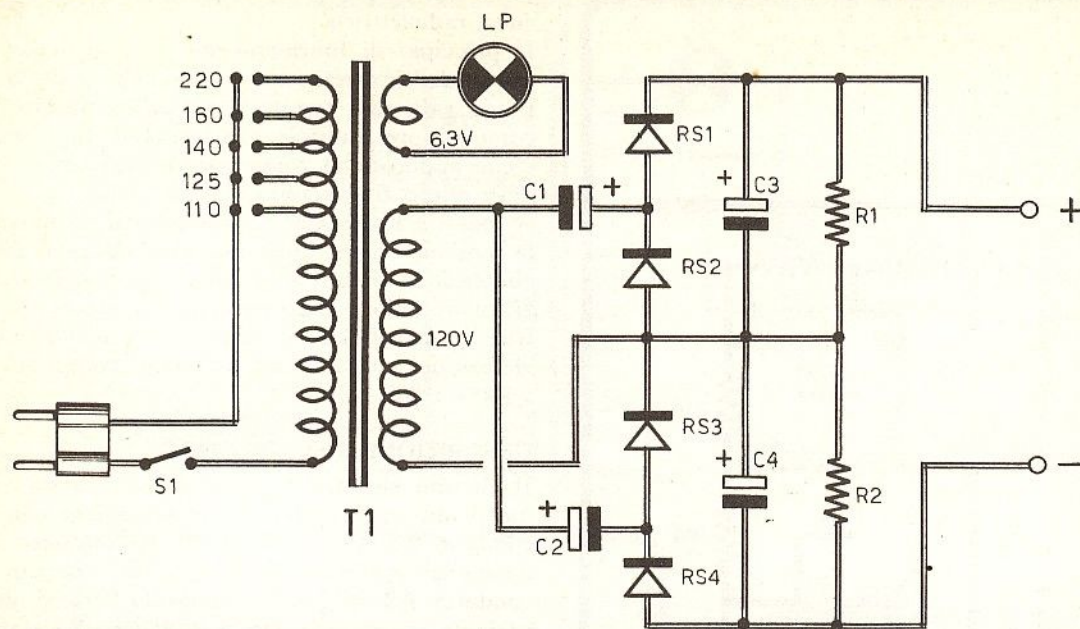 LP
220
160
140
125
110
6,3V
RS1
C1
+
+
C3
R1
+
RS2
120V
RS3
+
C4
R2
−
S1
T1
+
C2
RS4